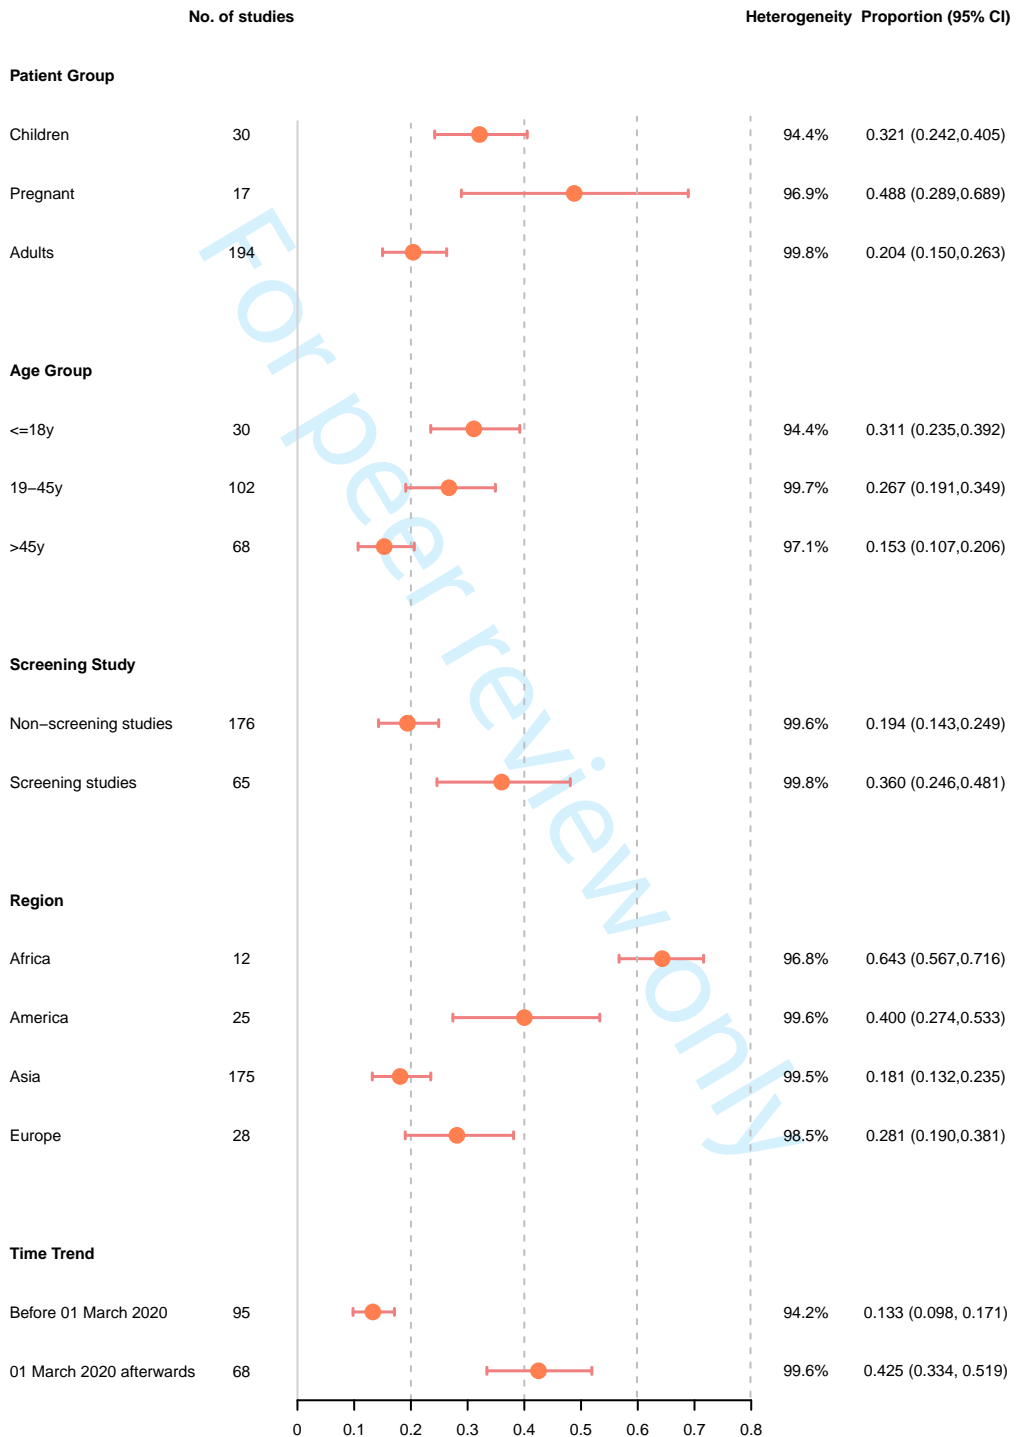 No. of studies Heterogeneity Proportion (95% CI)
Patient Group
Children 30 94.4% 0.321 (0.242,0.405)
Pregnant 17 96.9% 0.488 (0.289,0.689)
Adults 194 99.8% 0.204 (0.150,0.263)
Age Group
<=18y 30 94.4% 0.311 (0.235,0.392)
19−45y 102 99.7% 0.267 (0.191,0.349)
>45y 68 97.1% 0.153 (0.107,0.206)
Screening Study
Non−screening studies 176 99.6% 0.194 (0.143,0.249)
Screening studies 65 99.8% 0.360 (0.246,0.481)
Region
Africa 12 96.8% 0.643 (0.567,0.716)
America 25 99.6% 0.400 (0.274,0.533)
Asia 175 99.5% 0.181 (0.132,0.235)
Europe 28 98.5% 0.281 (0.190,0.381)
Time Trend
Before 01 March 2020 95 94.2% 0.133 (0.098, 0.171)
01 March 2020 afterwards 68 99.6% 0.425 (0.334, 0.519)
0 0.1 0.2 0.3 0.4 0.5 0.6 0.7 0.8
For peer review only